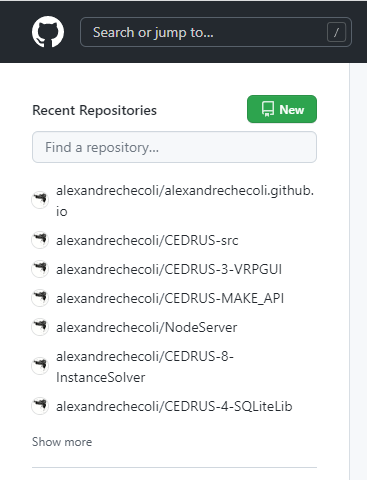 Search or jump to...
/
Recent Repositories
New
Find a repository...
alexandrechecoli/alexandrechecoli.github.
io
alexandrechecoli/CEDRUS-src
alexandrechecoli/CEDRUS-3-VRPGUI
alexandrechecoli/CEDRUS-MAKE_API
alexandrechecoli/NodeServer
alexandrechecoli/CEDRUS-8-
InstanceSolver
alexandrechecoli/CEDRUS-4-SQLiteLib
Show more